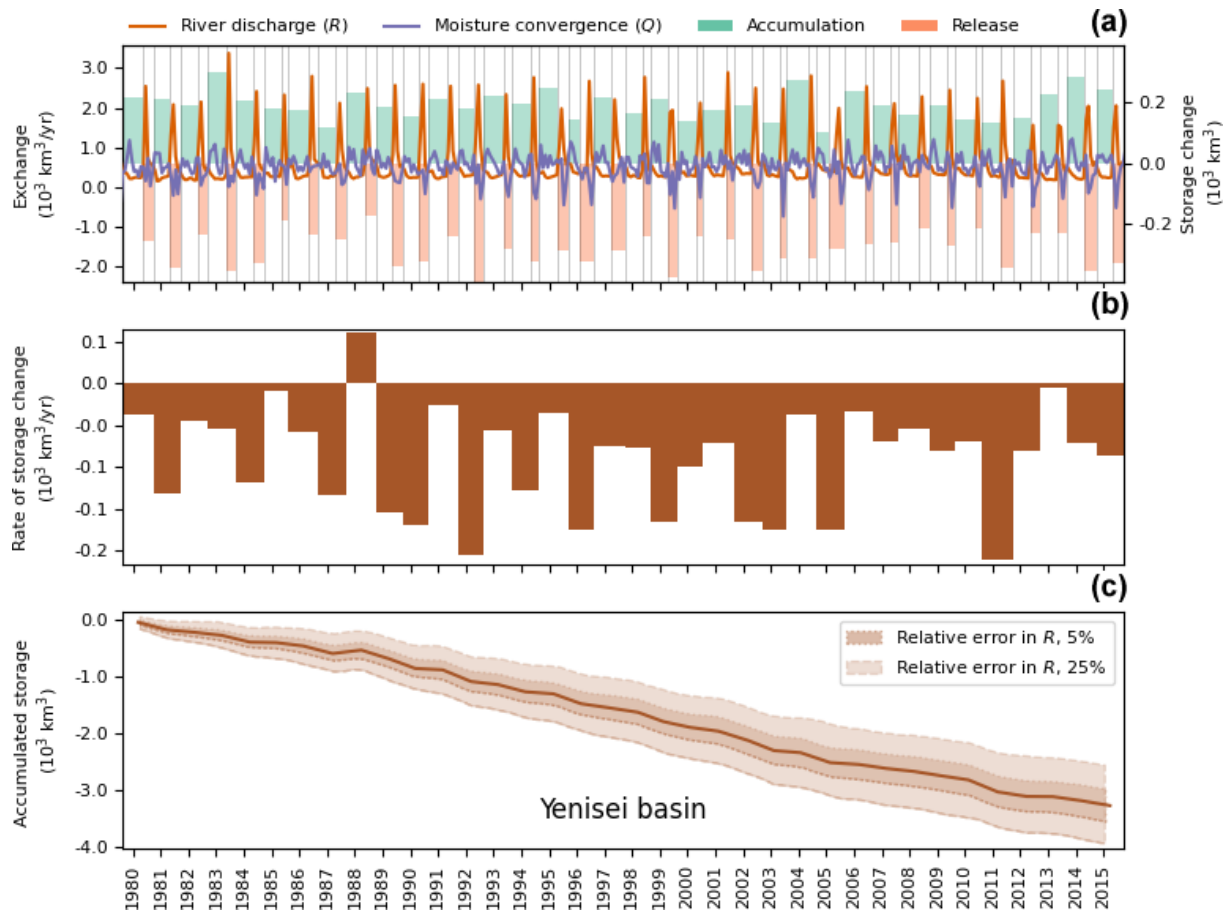 River discharge (R) Moisture convergence (Q) Accumulation Release (a)
3.0
2.0
1.0
0.0
-1.0
-2.0
Exchange
(10³ km³/yr)
0.2
0.0
-0.2
Storage change
(10³ km³)
(b)
0.1
0.0
-0.0
-0.1
-0.1
-0.2
Rate of storage change
(10³ km³/yr)
(c)
0.0
-1.0
-2.0
-3.0
-4.0
Accumulated storage
(10³ km³)
Relative error in R, 5%
Relative error in R, 25%
Yenisei basin
1980 1981 1982 1983 1984 1985 1986 1987 1988 1989 1990 1991 1992 1993 1994 1995 1996 1997 1998 1999 2000 2001 2002 2003 2004 2005 2006 2007 2008 2009 2010 2011 2012 2013 2014 2015